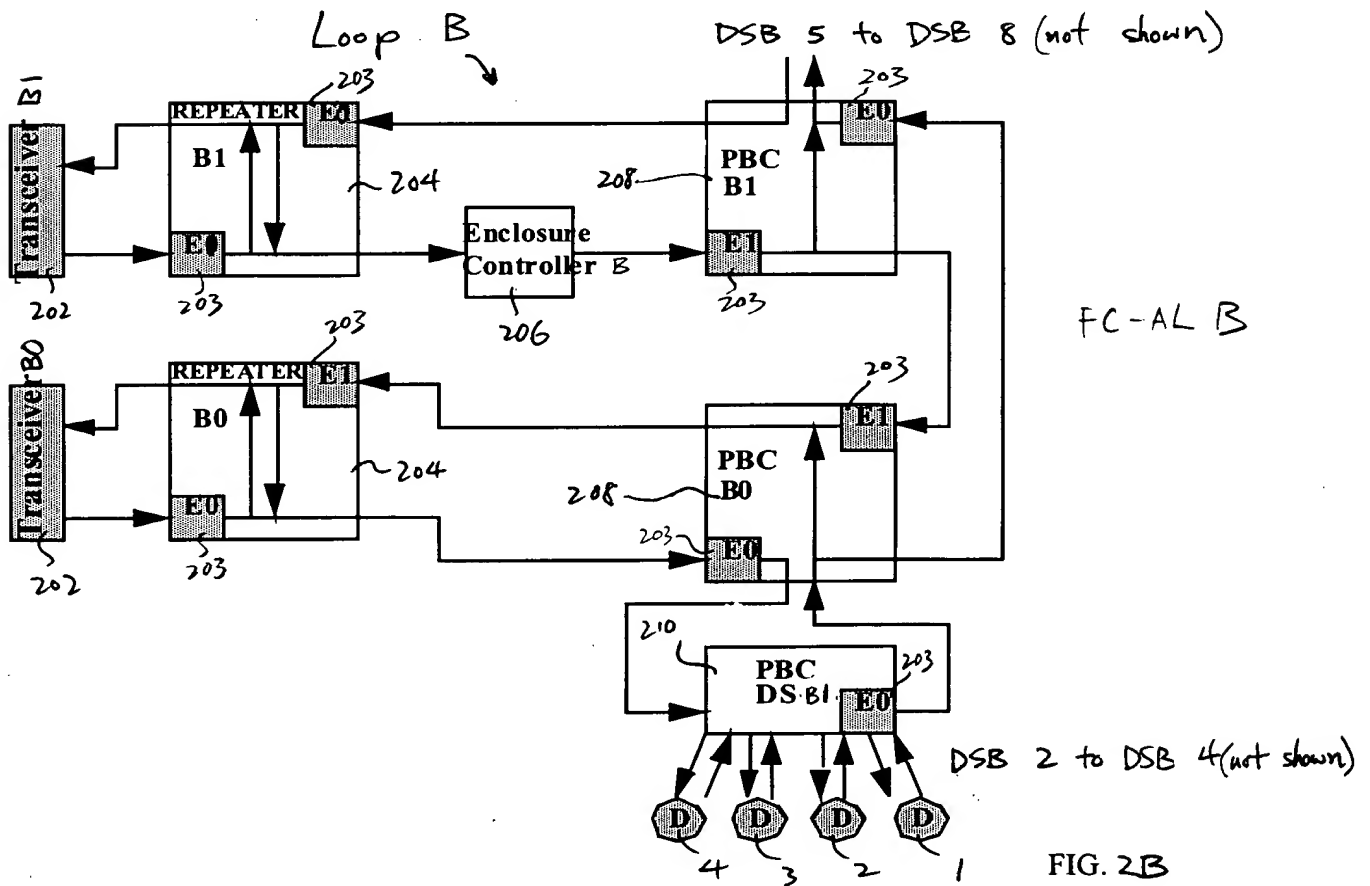 Loop B
DSB 5 to DSB 8 (not shown)
Transceiver B1
202
REPEATER
B1
203
E0
203
204
Enclosure
Controller B
206
PBC
B1
208
203
E0
E1
203
FC-AL B
Transceiver B0
202
REPEATER
B0
203
E1
E0
203
204
PBC
B0
208
203
E1
203
E0
210
PBC
DS B1
203
E0
DSB 2 to DSB 4 (not shown)
D
D
D
D
4
3
2
1
FIG. 2B